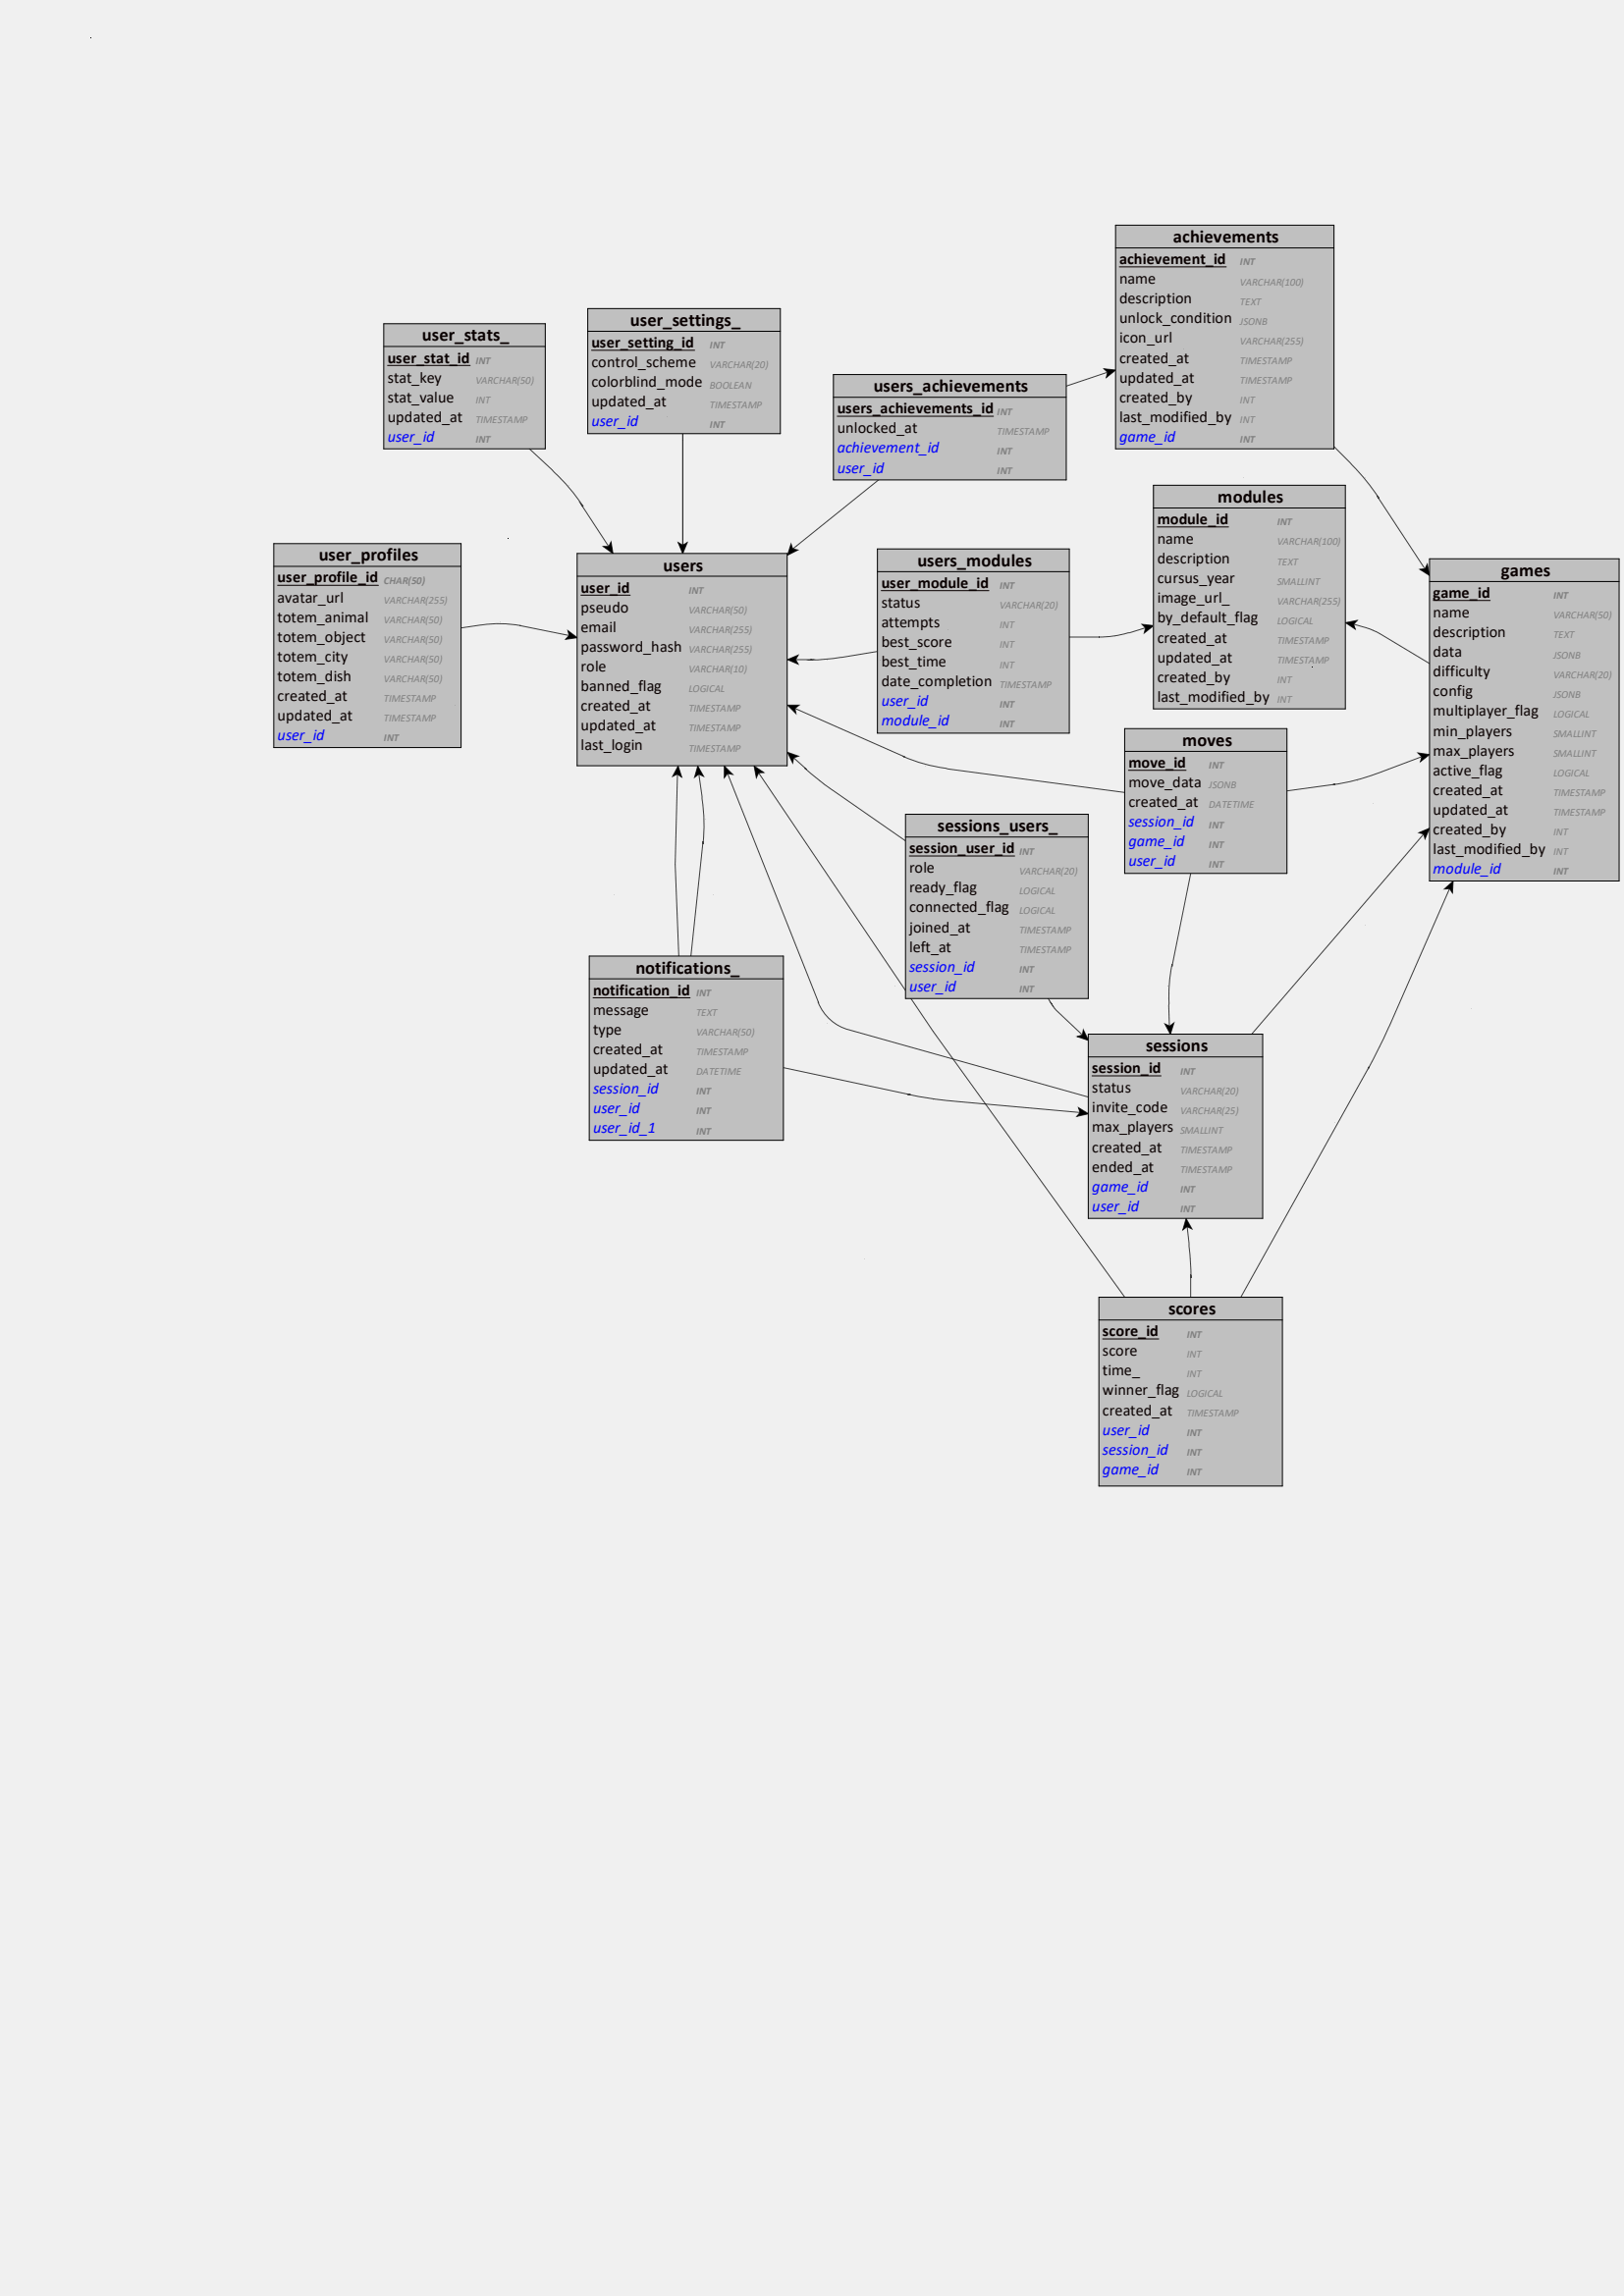 achievements
achievement_id INT
name VARCHAR(100)
description TEXT
unlock_condition JSONB
icon_url VARCHAR(255)
created_at TIMESTAMP
updated_at TIMESTAMP
created_by INT
last_modified_by INT
game_id INT
user_stats_
user_stat_id INT
stat_key VARCHAR(50)
stat_value INT
updated_at TIMESTAMP
user_id INT
user_settings_
user_setting_id INT
control_scheme VARCHAR(20)
colorblind_mode BOOLEAN
updated_at TIMESTAMP
user_id INT
users_achievements
users_achievements_id INT
unlocked_at TIMESTAMP
achievement_id INT
user_id INT
modules
module_id INT
name VARCHAR(100)
description TEXT
cursus_year SMALLINT
image_url_ VARCHAR(255)
by_default_flag LOGICAL
created_at TIMESTAMP
updated_at TIMESTAMP
created_by INT
last_modified_by INT
user_profiles
user_profile_id CHAR(50)
avatar_url VARCHAR(255)
totem_animal VARCHAR(50)
totem_object VARCHAR(50)
totem_city VARCHAR(50)
totem_dish VARCHAR(50)
created_at TIMESTAMP
updated_at TIMESTAMP
user_id INT
users
user_id INT
pseudo VARCHAR(50)
email VARCHAR(255)
password_hash VARCHAR(255)
role VARCHAR(10)
banned_flag LOGICAL
created_at TIMESTAMP
updated_at TIMESTAMP
last_login TIMESTAMP
users_modules
user_module_id INT
status VARCHAR(20)
attempts INT
best_score INT
best_time INT
date_completion TIMESTAMP
user_id INT
module_id INT
games
game_id INT
name VARCHAR(50)
description TEXT
data JSONB
difficulty VARCHAR(20)
config JSONB
multiplayer_flag LOGICAL
min_players SMALLINT
max_players SMALLINT
active_flag LOGICAL
created_at TIMESTAMP
updated_at TIMESTAMP
created_by INT
last_modified_by INT
module_id INT
moves
move_id INT
move_data JSONB
created_at DATETIME
session_id INT
game_id INT
user_id INT
sessions_users_
session_user_id INT
role VARCHAR(20)
ready_flag LOGICAL
connected_flag LOGICAL
joined_at TIMESTAMP
left_at TIMESTAMP
session_id INT
user_id INT
notifications_
notification_id INT
message TEXT
type VARCHAR(50)
created_at TIMESTAMP
updated_at DATETIME
session_id INT
user_id INT
user_id_1 INT
sessions
session_id INT
status VARCHAR(20)
invite_code VARCHAR(25)
max_players SMALLINT
created_at TIMESTAMP
ended_at TIMESTAMP
game_id INT
user_id INT
scores
score_id INT
score INT
time_ INT
winner_flag LOGICAL
created_at TIMESTAMP
user_id INT
session_id INT
game_id INT